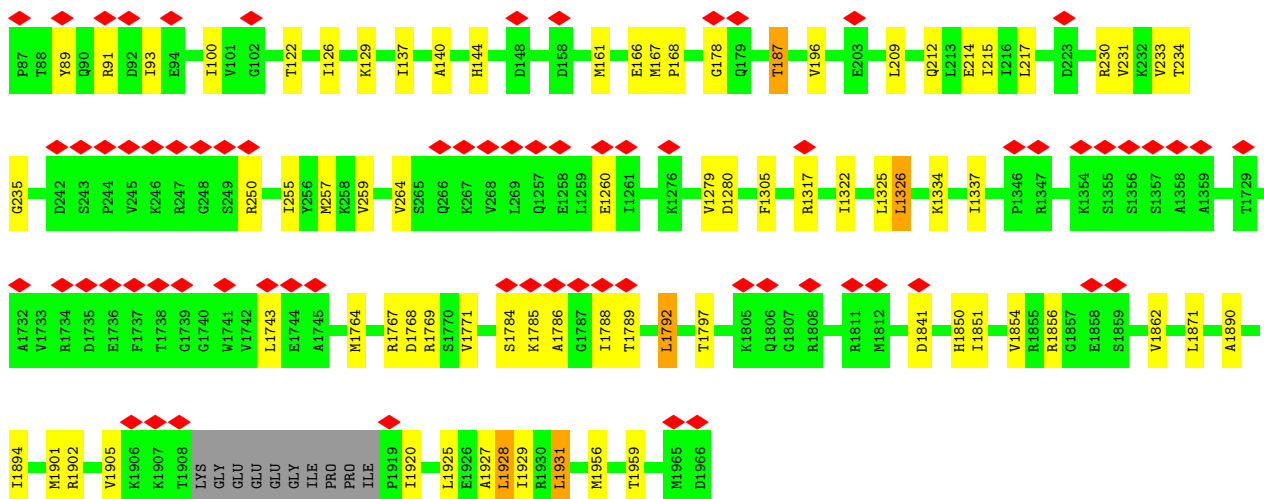 P87 T88 Y89 Q90 R91 D92 I93 E94 I100 V101 G102 T122 I126 K129 I137 A140 H144 D148 D158 M161 E166 M167 P168 G178 Q179 T187 V196 E203 L209 Q212 L213 E214 I215 I216 L217 D223 R230 V231 K232 V233 T234
G235 D242 S243 P244 V245 K246 R247 G248 S249 R250 I255 Y256 M257 K258 V259 V264 S265 Q266 K267 V268 L269 Q1257 E1258 L1259 E1260 I1261 K1276 V1279 D1280 F1305 R1317 I1322 L1325 L1326 K1334 I1337 P1346 R1347 K1354 S1355 S1356 S1357 A1358 A1359 T1729
A1732 V1733 R1734 D1735 E1736 F1737 T1738 G1739 G1740 W1741 V1742 L1743 E1744 A1745 M1764 R1767 D1768 R1769 S1770 V1771 S1784 K1785 A1786 G1787 I1788 T1789 L1792 T1797 K1805 Q1806 G1807 R1808 R1811 M1812 D1841 H1850 I1851 V1854 R1855 R1856 G1857 E1858 S1859 V1862 L1871 A1890
I1894 M1901 R1902 V1905 K1906 K1907 T1908 LYS GLY GLU GLU GLU GLY ILE PRO PRO ILE P1919 I1920 L1925 E1926 A1927 L1928 I1929 R1930 L1931 M1956 T1959 M1965 D1966